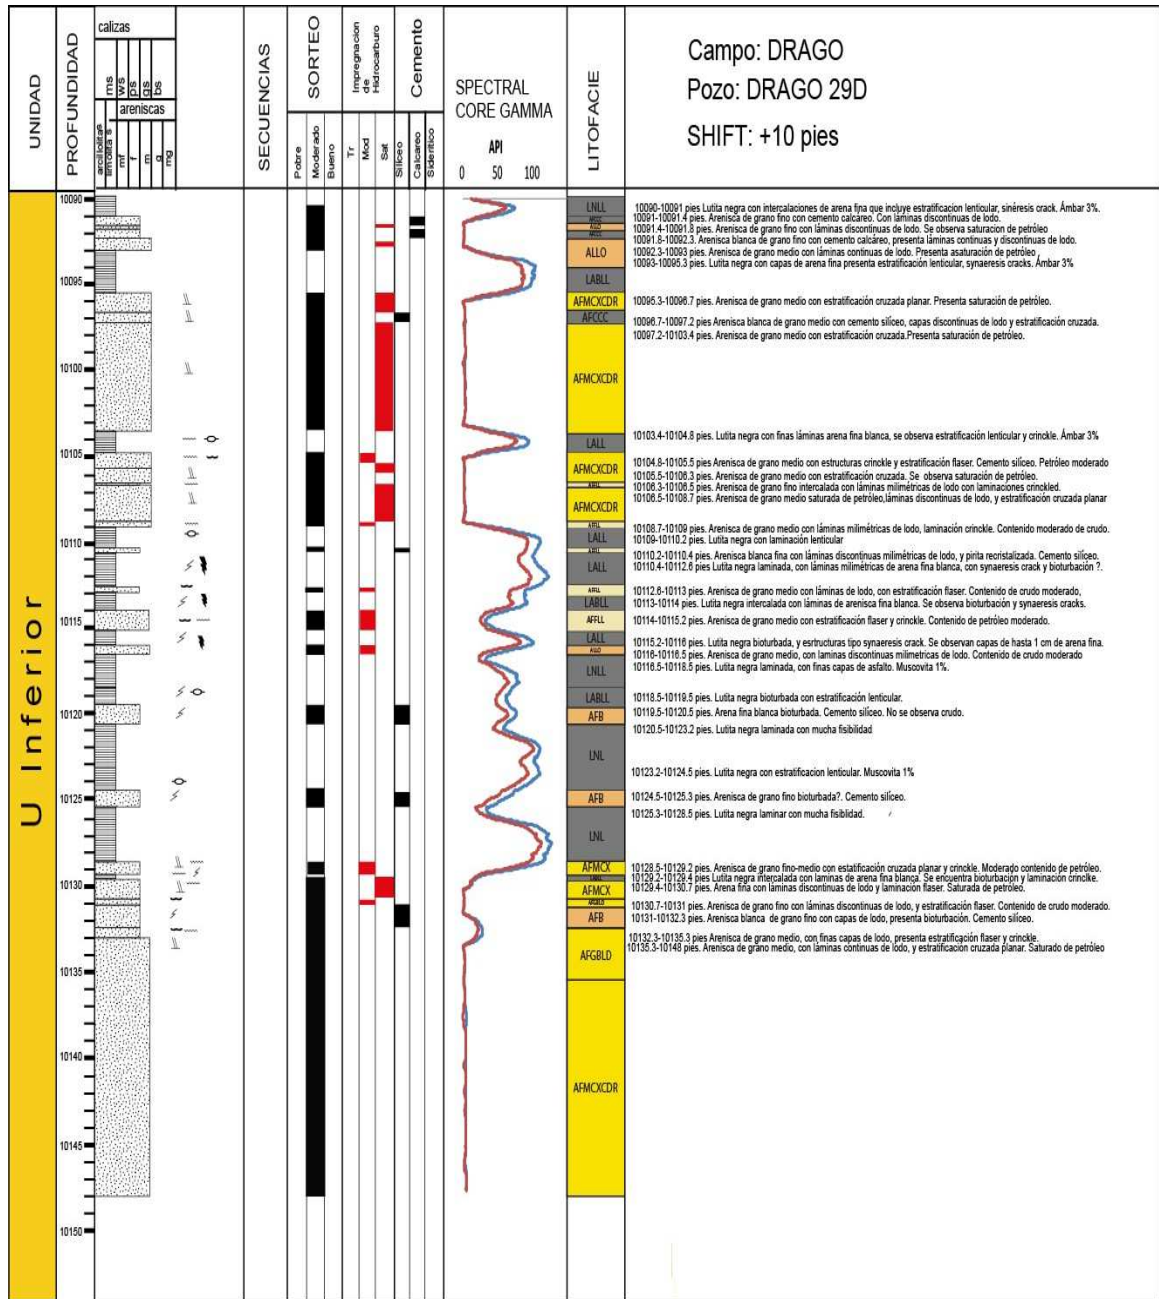 Campo: DRAGO
Pozo: DRAGO 29D
SHIFT: +10 pies
UNIDAD
PROFUNDIDAD
calizas
ms
ws
ps
gs
bs
areniscas
arcillolitas
limolitas
mf
f
m
g
mg
SECUENCIAS
SORTEO
Pobre
Moderado
Bueno
Impregnacion
de
Hidrocarburo
Tr
Mod
Sat
Cemento
Silíceo
Calcareo
Siderítico
SPECTRAL
CORE GAMMA
API
0 50 100
LITOFACIE
U Inferior
10090
10095
10100
10105
10110
10115
10120
10125
10130
10135
10140
10145
10150
LNLL
AFCCC
ALLO
AFCCC
ALLO
LABLL
AFMCXCDR
AFCCC
AFMCXCDR
LALL
AFMCXCDR
AFFLL
AFMCXCDR
AFFLL
LALL
AFFLL
LALL
AFFLL
LABLL
AFFLL
LALL
ALLO
LNLL
LABLL
AFB
LNL
AFB
LNL
AFMCX
LABLL
AFMCX
AFGBLD
AFB
AFGBLD
AFMCXCDR
10090-10091 pies Lutita negra con intercalaciones de arena fina que incluye estratificacion lenticular, sinéresis crack. Ámbar 3%.
10091-10091.4 pies. Arenisca de grano fino con cemento calcáreo. Con láminas discontinuas de lodo.
10091.4-10091.8 pies. Arenisca de grano fino con láminas discontinuas de lodo. Se observa saturacion de petróleo
10091.8-10092.3. Arenisca blanca de grano fino con cemento calcáreo, presenta láminas continuas y discontinuas de lodo.
10092.3-10093 pies. Arenisca de grano medio con láminas continuas de lodo. Presenta asaturación de petróleo
10093-10095.3 pies. Lutita negra con capas de arena fina presenta estratificación lenticular, synaeresis cracks. Ámbar 3%
10095.3-10096.7 pies. Arenisca de grano medio con estratificación cruzada planar. Presenta saturación de petróleo.
10096.7-10097.2 pies Arenisca blanca de grano medio con cemento silíceo, capas discontinuas de lodo y estratificación cruzada.
10097.2-10103.4 pies. Arenisca de grano medio con estratificación cruzada.Presenta saturación de petróleo.
10103.4-10104.8 pies. Lutita negra con finas láminas arena fina blanca, se observa estratificación lenticular y crinckle. Ámbar 3%
10104.8-10105.5 pies Arenisca de grano medio con estructuras crinckle y estratificación flaser. Cemento silíceo. Petróleo moderado
10105.5-10106.3 pies. Arenisca de grano medio con estratificación cruzada. Se observa saturación de petróleo.
10106.3-10106.5 pies. Arenisca de grano fino intercalada con láminas milimétricas de lodo con laminaciones crinckled.
10106.5-10108.7 pies. Arenisca de grano medio saturada de petróleo,láminas discontinuas de lodo, y estratificación cruzada planar
10108.7-10109 pies. Arenisca de grano medio con láminas milimétricas de lodo, laminación crinckle. Contenido moderado de crudo.
10109-10110.2 pies. Lutita negra con laminación lenticular
10110.2-10110.4 pies. Arenisca blanca fina con láminas discontinuas milimétricas de lodo, y pirita recristalizada. Cemento silíceo.
10110.4-10112.6 pies Lutita negra laminada, con láminas milimétricas de arena fina blanca, con synaeresis crack y bioturbación ?.
10112.6-10113 pies. Arenisca de grano medio con láminas de lodo, con estratificación flaser. Contenido de crudo moderado,
10113-10114 pies. Lutita negra intercalada con láminas de arenisca fina blanca. Se observa bioturbación y synaeresis cracks.
10114-10115.2 pies. Arenisca de grano medio con estratificación flaser y crinckle. Contenido de petróleo moderado.
10115.2-10116 pies. Lutita negra bioturbada, y esrtructuras tipo synaeresis crack. Se observan capas de hasta 1 cm de arena fina.
10116-10116.5 pies. Arenisca de grano medio, con laminas discontinuas milimetricas de lodo. Contenido de crudo moderado
10116.5-10118.5 pies. Lutita negra laminada, con finas capas de asfalto. Muscovita 1%.
10118.5-10119.5 pies. Lutita negra bioturbada con estratificación lenticular.
10119.5-10120.5 pies. Arena fina blanca bioturbada. Cemento silíceo. No se observa crudo.
10120.5-10123.2 pies. Lutita negra laminada con mucha fisibilidad
10123.2-10124.5 pies. Lutita negra con estratificacion lenticular. Muscovita 1%
10124.5-10125.3 pies. Arenisca de grano fino bioturbada?. Cemento silíceo.
10125.3-10128.5 pies. Lutita negra laminar con mucha fisiblidad.
10128.5-10129.2 pies. Arenisca de grano fino-medio con estatificación cruzada planar y crinckle. Moderado contenido de petróleo.
10129.2-10129.4 pies Lutita negra intercalada con laminas de arena fina blanca. Se encuentra bioturbación y laminación crinclke.
10129.4-10130.7 pies. Arena fina con láminas discontinuas de lodo y laminación flaser. Saturada de petróleo.
10130.7-10131 pies. Arenisca de grano fino con láminas discontinuas de lodo, y estratificación flaser. Contenido de crudo moderado.
10131-10132.3 pies. Arenisca blanca de grano fino con capas de lodo, presenta bioturbación. Cemento silíceo.
10132.3-10135.3 pies Arenisca de grano medio, con finas capas de lodo, presenta estratificación flaser y crinckle.
10135.3-10148 pies. Arenisca de grano medio, con láminas continuas de lodo, y estratificación cruzada planar. Saturado de petróleo